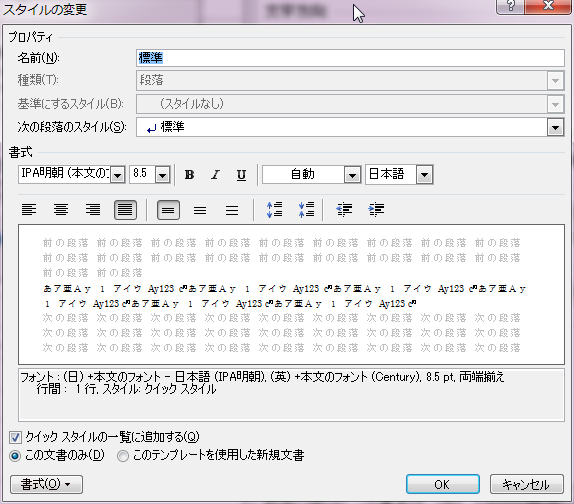 スタイルの変更
プロパティ
名前(N): 標準
種類(T): 段落
基準にするスタイル(B): (スタイルなし)
次の段落のスタイル(S): 標準
書式
IPA明朝 (本文のフ 8.5 B I U 自動 日本語
前の段落 前の段落 前の段落 前の段落 前の段落 前の段落 前の段落 前の段落 前の段落
前の段落 前の段落 前の段落 前の段落 前の段落 前の段落 前の段落 前の段落 前の段落
前の段落 前の段落
あア亜Ay 1 アイウ Ay123 あア亜Ay 1 アイウ Ay123 あア亜Ay 1 アイウ Ay123 あア亜Ay
1 アイウ Ay123 あア亜Ay 1 アイウ Ay123 あア亜Ay 1 アイウ Ay123
次の段落 次の段落 次の段落 次の段落 次の段落 次の段落 次の段落 次の段落 次の段落
次の段落 次の段落 次の段落 次の段落 次の段落 次の段落 次の段落 次の段落 次の段落
次の段落 次の段落 次の段落 次の段落 次の段落 次の段落 次の段落 次の段落 次の段落
フォント : (日) +本文のフォント - 日本語 (IPA明朝), (英) +本文のフォント (Century), 8.5 pt, 両端揃え
行間 : 1 行, スタイル: クイック スタイル
クイック スタイルの一覧に追加する(Q)
この文書のみ(D) このテンプレートを使用した新規文書
書式(O) OK キャンセル